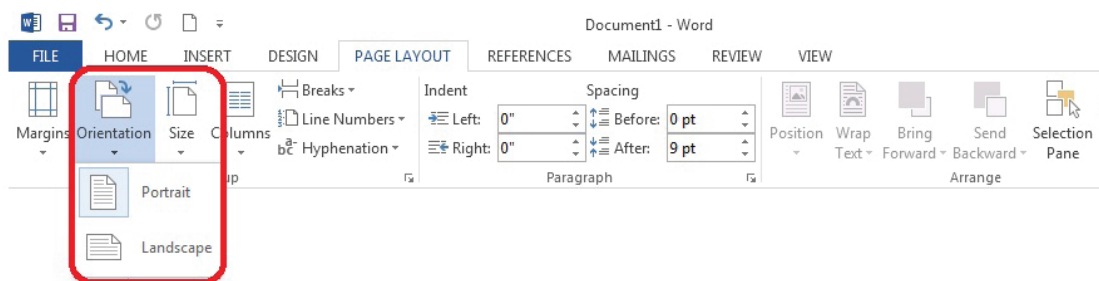 Document1 - Word
FILE HOME INSERT DESIGN PAGE LAYOUT REFERENCES MAILINGS REVIEW VIEW
Margins Orientation Size Columns
Breaks
Line Numbers
Hyphenation
Indent
Left: 0"
Right: 0"
Spacing
Before: 0 pt
After: 9 pt
Paragraph
Position Wrap Text Bring Forward Send Backward Selection Pane
Arrange
Portrait
Landscape